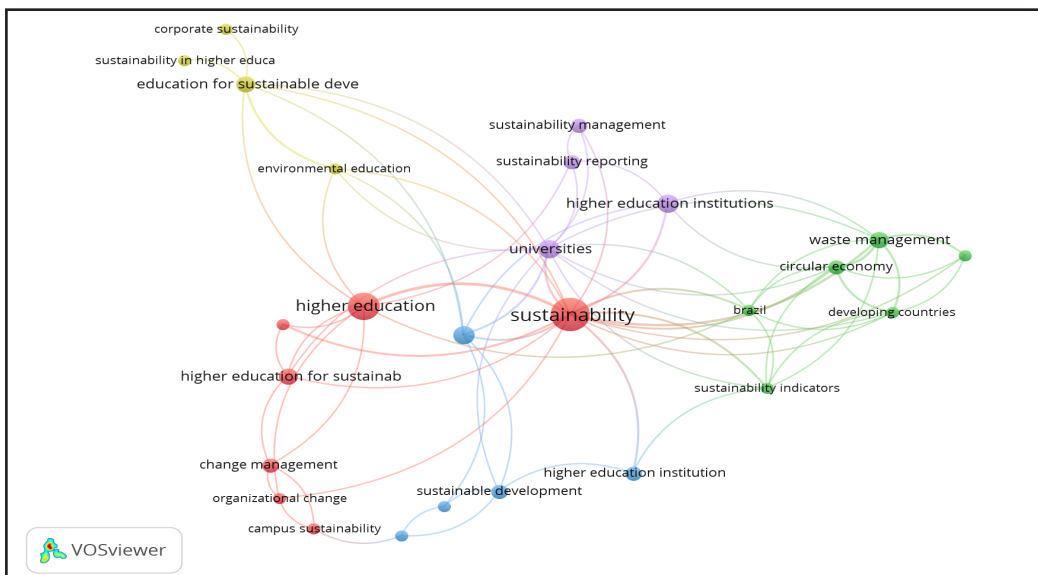 corporate sustainability
sustainability in higher educa
education for sustainable deve
sustainability management
sustainability reporting
environmental education
higher education institutions
universities
waste management
circular economy
higher education
sustainability
brazil
developing countries
higher education for sustainab
sustainability indicators
change management
higher education institution
sustainable development
organizational change
campus sustainability
VOSviewer